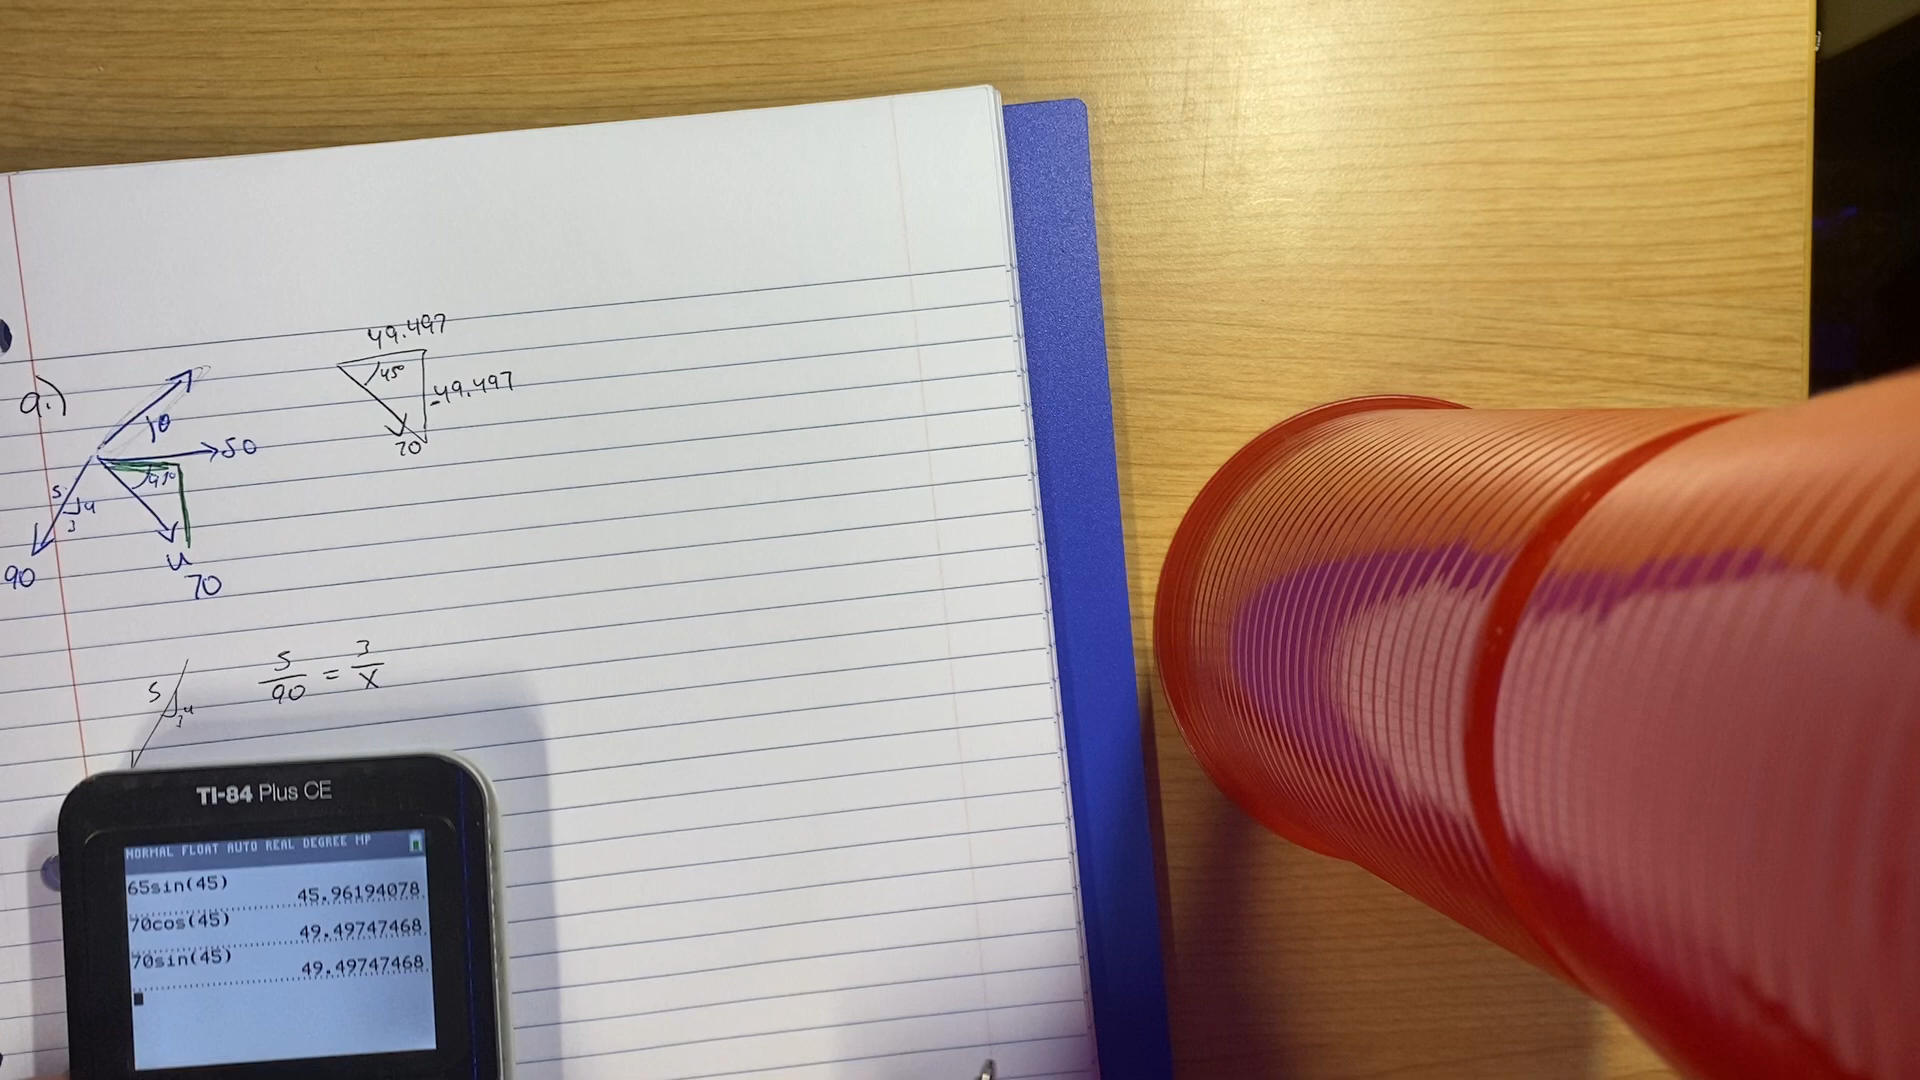 49.497
45°
-49.497
70
a.)
θ
50
45°
5
4
3
90
70
5/90 = 3/x
5
4
3
TI-84 Plus CE
NORMAL FLOAT AUTO REAL DEGREE MP
65sin(45)
45.96194078
70cos(45)
49.49747468
70sin(45)
49.49747468